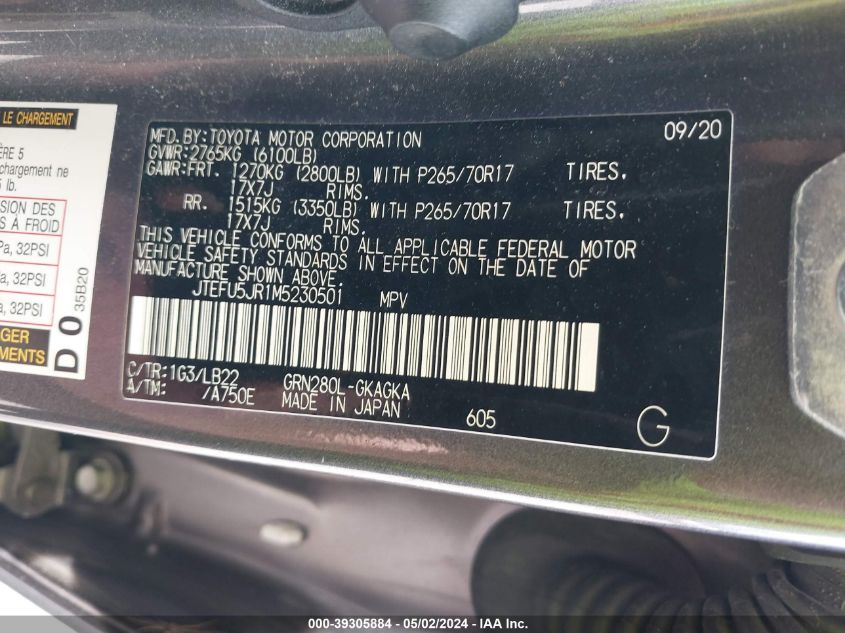 LE CHARGEMENT
ÈRE 5
chargement ne
5 lb.
SION DES
S À FROID
Pa, 32PSI
a, 32PSI
a, 32PSI
GER
MENTS
D 0 35B20
MFD. BY: TOYOTA MOTOR CORPORATION 09/20
GVWR: 2765KG (6100LB)
GAWR: FRT. 1270KG (2800LB) WITH P265/70R17 TIRES.
17X7J RIMS.
RR. 1515KG (3350LB) WITH P265/70R17 TIRES.
17X7J RIMS.
THIS VEHICLE CONFORMS TO ALL APPLICABLE FEDERAL MOTOR
VEHICLE SAFETY STANDARDS IN EFFECT ON THE DATE OF
MANUFACTURE SHOWN ABOVE.
JTEFU5JR1M5230501 MPV
C/TR: 1G3/LB22 GRN280L-GKAGKA
A/TM: /A750E MADE IN JAPAN 605
G
000-39305884 - 05/02/2024 - IAA Inc.